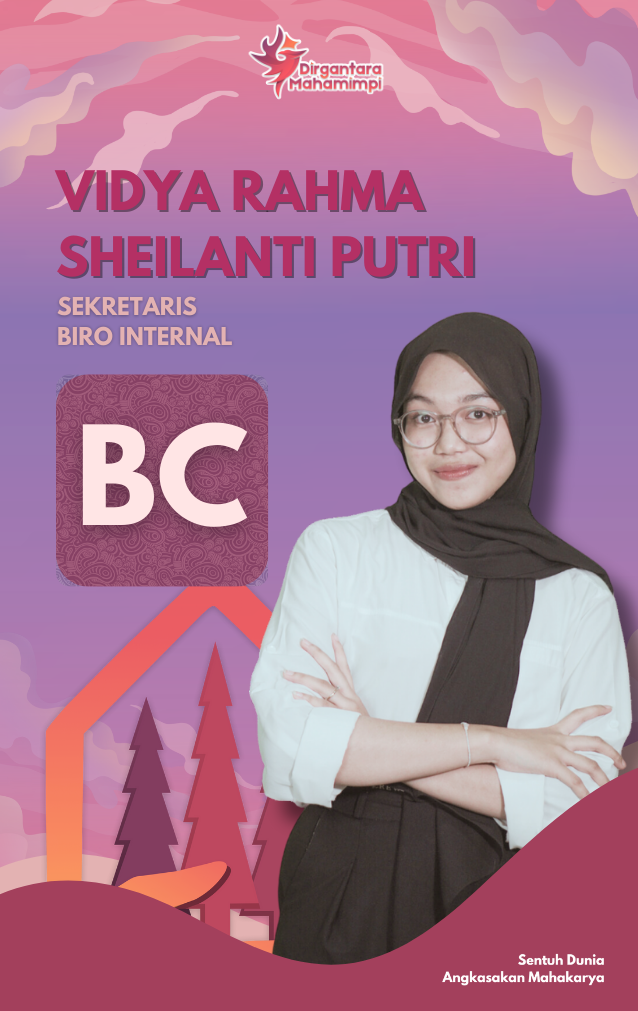 Dirgantara
Mahamimpi
VIDYA RAHMA
SHEILANTI PUTRI
SEKRETARIS
BIRO INTERNAL
BC
Sentuh Dunia
Angkasakan Mahakarya